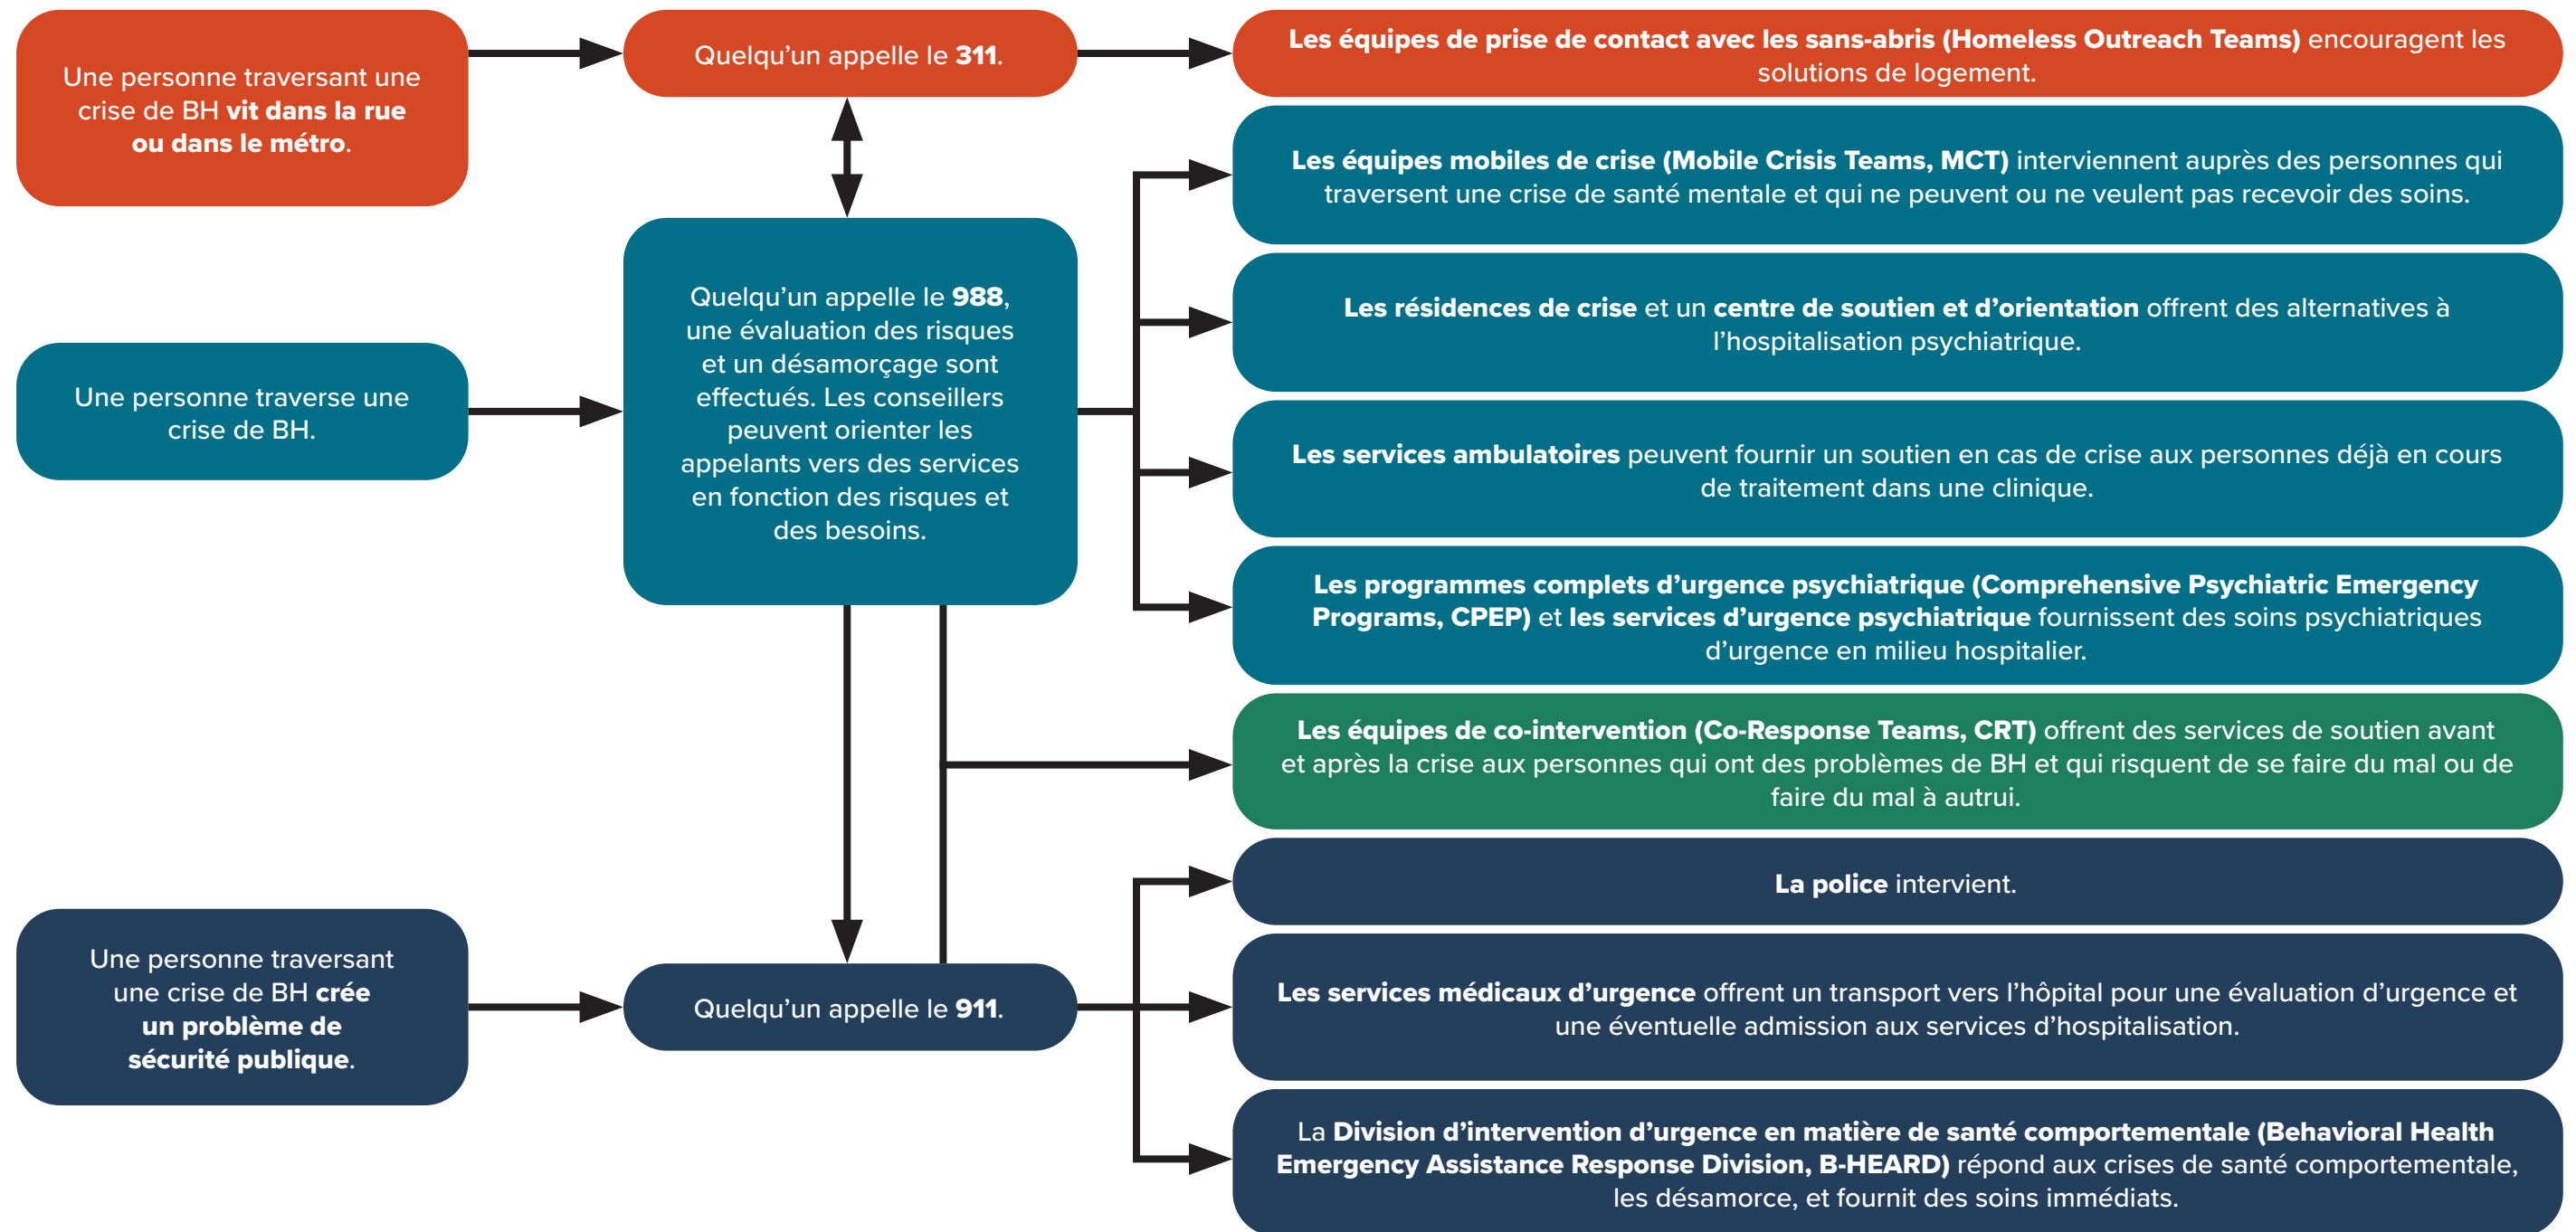 Une personne traversant une
crise de BH vit dans la rue
ou dans le métro.
Quelqu’un appelle le 311.
Les équipes de prise de contact avec les sans-abris (Homeless Outreach Teams) encouragent les
solutions de logement.
Une personne traverse une
crise de BH.
Quelqu’un appelle le 988,
une évaluation des risques
et un désamorçage sont
effectués. Les conseillers
peuvent orienter les
appelants vers des services
en fonction des risques et
des besoins.
Les équipes mobiles de crise (Mobile Crisis Teams, MCT) interviennent auprès des personnes qui
traversent une crise de santé mentale et qui ne peuvent ou ne veulent pas recevoir des soins.
Les résidences de crise et un centre de soutien et d’orientation offrent des alternatives à
l’hospitalisation psychiatrique.
Les services ambulatoires peuvent fournir un soutien en cas de crise aux personnes déjà en cours
de traitement dans une clinique.
Les programmes complets d’urgence psychiatrique (Comprehensive Psychiatric Emergency
Programs, CPEP) et les services d’urgence psychiatrique fournissent des soins psychiatriques
d’urgence en milieu hospitalier.
Les équipes de co-intervention (Co-Response Teams, CRT) offrent des services de soutien avant
et après la crise aux personnes qui ont des problèmes de BH et qui risquent de se faire du mal ou de
faire du mal à autrui.
Une personne traversant
une crise de BH crée
un problème de
sécurité publique.
Quelqu’un appelle le 911.
La police intervient.
Les services médicaux d’urgence offrent un transport vers l’hôpital pour une évaluation d’urgence et
une éventuelle admission aux services d’hospitalisation.
La Division d’intervention d’urgence en matière de santé comportementale (Behavioral Health
Emergency Assistance Response Division, B-HEARD) répond aux crises de santé comportementale,
les désamorce, et fournit des soins immédiats.